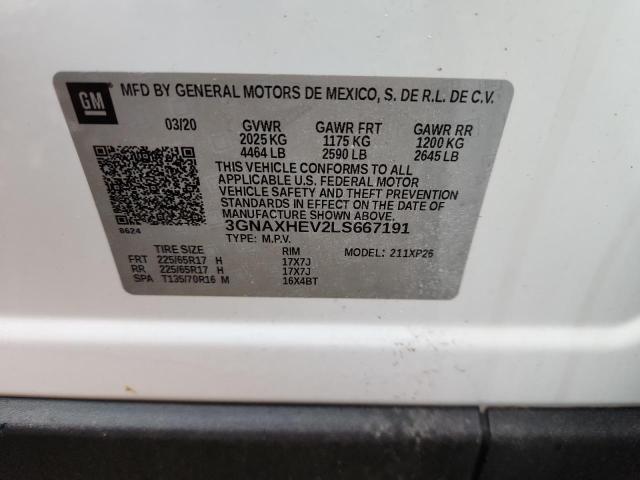 GM
MFD BY GENERAL MOTORS DE MEXICO, S. DE R.L. DE C.V.
03/20 GVWR GAWR FRT GAWR RR
2025 KG 1175 KG 1200 KG
4464 LB 2590 LB 2645 LB
THIS VEHICLE CONFORMS TO ALL
APPLICABLE U.S. FEDERAL MOTOR
VEHICLE SAFETY AND THEFT PREVENTION
STANDARDS IN EFFECT ON THE DATE OF
MANUFACTURE SHOWN ABOVE.
8624 3GNAXHEV2LS667191
TYPE: M.P.V. MODEL: 211XP26
TIRE SIZE RIM
FRT 225/65R17 H 17X7J
RR 225/65R17 H 17X7J
SPA T135/70R16 M 16X4BT